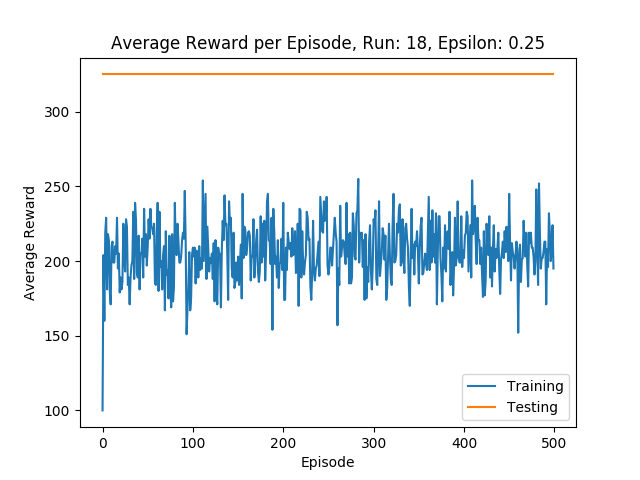 Average Reward per Episode, Run: 18, Epsilon: 0.25
Average Reward
300
250
200
150
100
0 100 200 300 400 500
Episode
Training
Testing